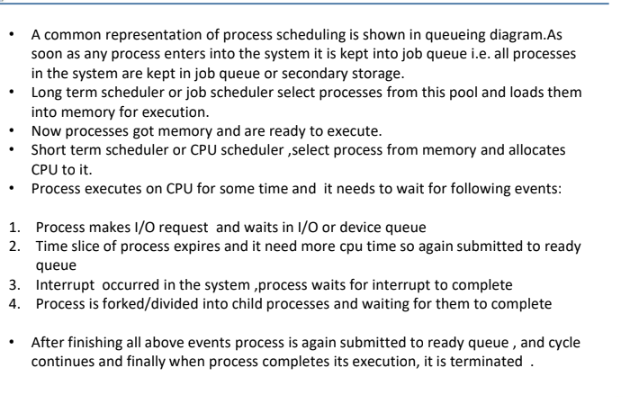 • A common representation of process scheduling is shown in queueing diagram.As
soon as any process enters into the system it is kept into job queue i.e. all processes
in the system are kept in job queue or secondary storage.
• Long term scheduler or job scheduler select processes from this pool and loads them
into memory for execution.
• Now processes got memory and are ready to execute.
• Short term scheduler or CPU scheduler ,select process from memory and allocates
CPU to it.
• Process executes on CPU for some time and  it needs to wait for following events:
1. Process makes I/O request  and waits in I/O or device queue
2. Time slice of process expires and it need more cpu time so again submitted to ready
queue
3. Interrupt  occurred in the system ,process waits for interrupt to complete
4. Process is forked/divided into child processes and waiting for them to complete
• After finishing all above events process is again submitted to ready queue , and cycle
continues and finally when process completes its execution, it is terminated  .